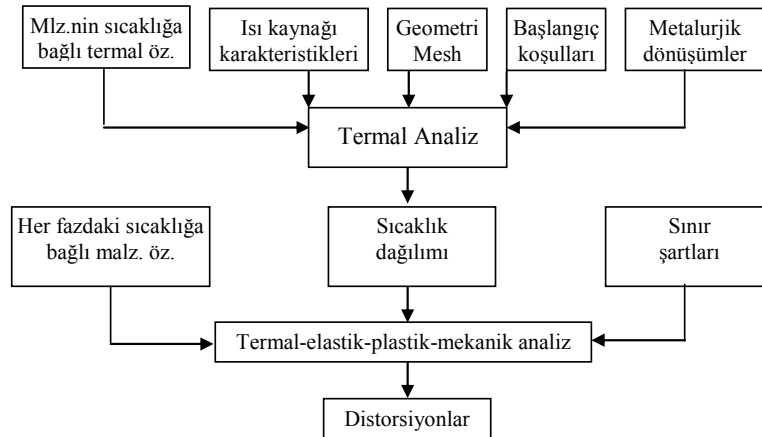 Mlz.nin sıcaklığa
bağlı termal öz.
Isı kaynağı
karakteristikleri
Geometri
Mesh
Başlangıç
koşulları
Metalurjik
dönüşümler
Termal Analiz
Her fazdaki sıcaklığa
bağlı malz. öz.
Sıcaklık
dağılımı
Sınır
şartları
Termal-elastik-plastik-mekanik analiz
Distorsiyonlar